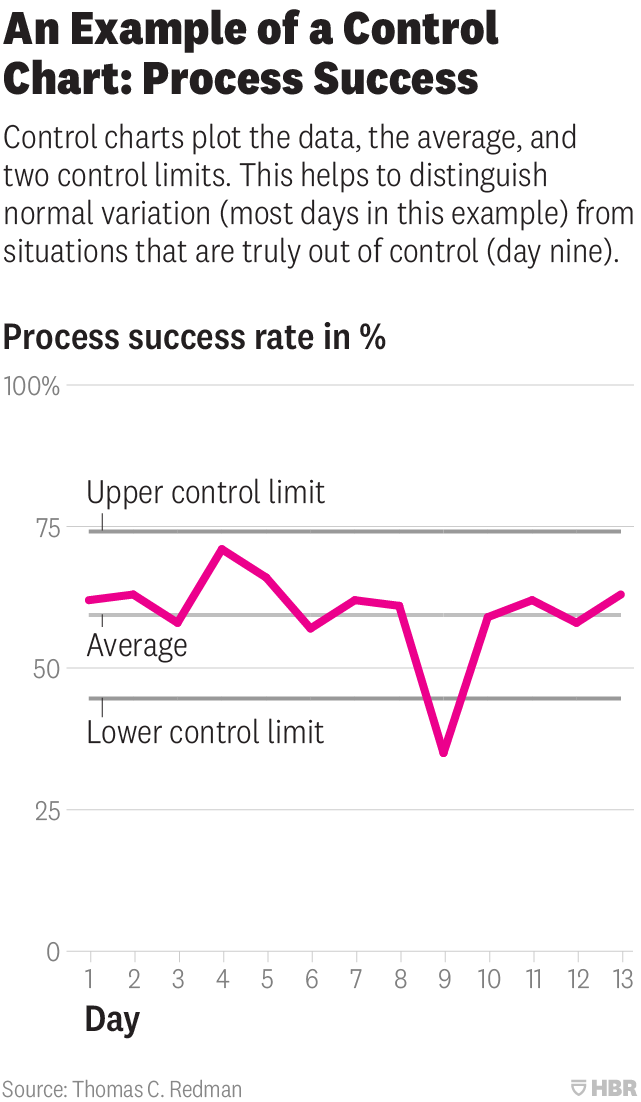 An Example of a Control
Chart: Process Success
Control charts plot the data, the average, and
two control limits. This helps to distinguish
normal variation (most days in this example) from
situations that are truly out of control (day nine).
Process success rate in %
100%
Upper control limit
75
Average
50
Lower control limit
25
0
1 2 3 4 5 6 7 8 9 10 11 12 13
Day
Source: Thomas C. Redman
HBR